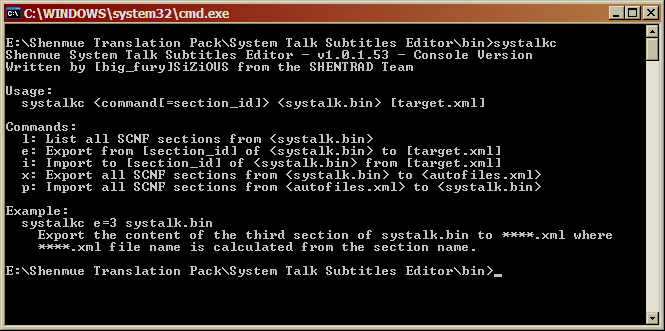 C:\WINDOWS\system32\cmd.exe
E:\Shenmue Translation Pack\System Talk Subtitles Editor\bin>systalkc
Shenmue System Talk Subtitles Editor - v1.0.1.53 - Console Version
Written by [big_fury]SiZiOUS from the SHENTRAD Team
Usage:
systalkc <command[=section_id]> <systalk.bin> [target.xml]
Commands:
l: List all SCNF sections from <systalk.bin>
e: Export from [section_id] of <systalk.bin> to [target.xml]
i: Import to [section_id] of <systalk.bin> from [target.xml]
x: Export all SCNF sections from <systalk.bin> to <autofiles.xml>
p: Import all SCNF sections from <autofiles.xml> to <systalk.bin>
Example:
systalkc e=3 systalk.bin
Export the content of the third section of systalk.bin to ****.xml where
****.xml file name is calculated from the section name.
E:\Shenmue Translation Pack\System Talk Subtitles Editor\bin>_